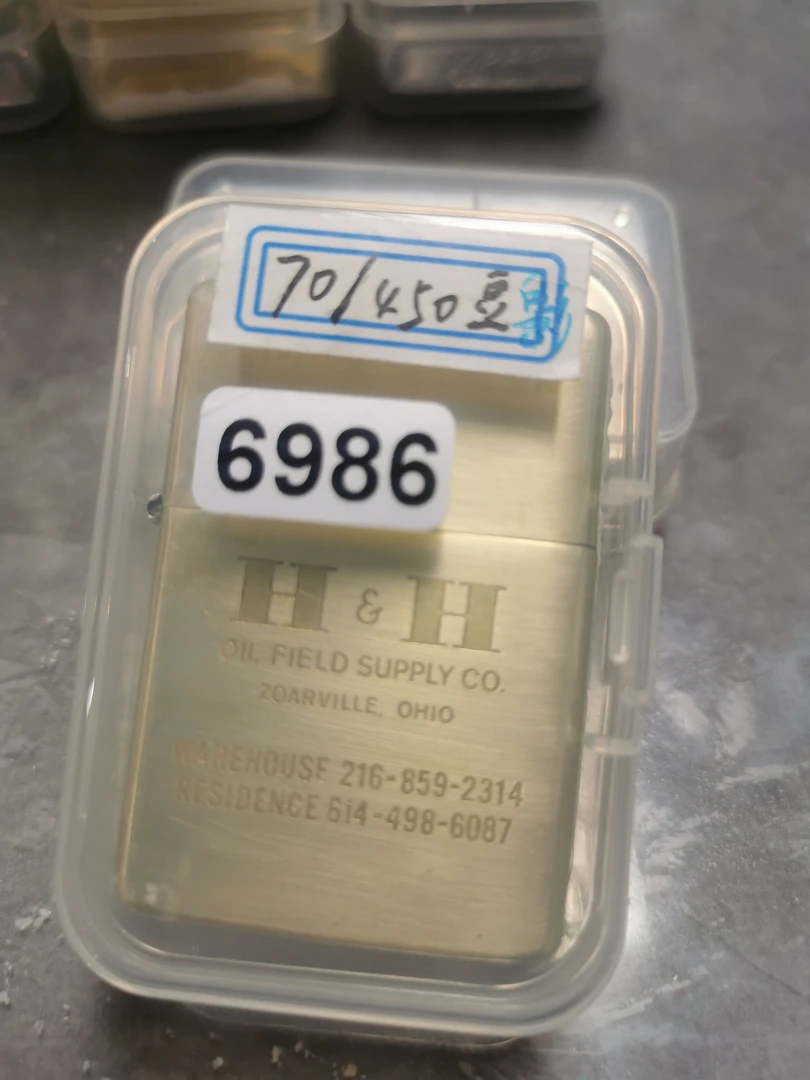 70/450豆
6986
H & H
OIL FIELD SUPPLY CO.
ZOARVILLE, OHIO
WAREHOUSE 216-859-2314
RESIDENCE 614-498-6087